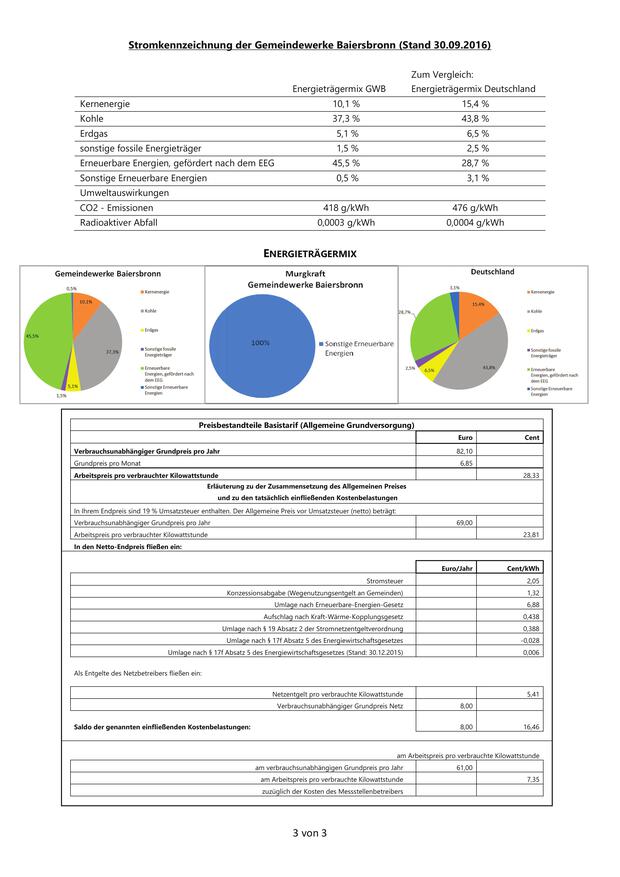 Stromkennzeichnung der Gemeindewerke Baiersbronn (Stand 30.09.2016)
Zum Vergleich:
Energieträgermix GWB Energieträgermix Deutschland
Kernenergie 10,1 % 15,4 %
Kohle 37,3 % 43,8 %
Erdgas 5,1 % 6,5 %
sonstige fossile Energieträger 1,5 % 2,5 %
Erneuerbare Energien, gefördert nach dem EEG 45,5 % 28,7 %
Sonstige Erneuerbare Energien 0,5 % 3,1 %
Umweltauswirkungen
CO2 - Emissionen 418 g/kWh 476 g/kWh
Radioaktiver Abfall 0,0003 g/kWh 0,0004 g/kWh
ENERGIETRÄGERMIX
Gemeindewerke Baiersbronn
0,5%
10,1%
37,3%
5,1%
1,5%
45,5%
Kernenergie
Kohle
Erdgas
Sonstige fossile
Energieträger
Erneuerbare
Energien, gefördert nach
dem EEG
Sonstige Erneuerbare
Energien
Murgkraft
Gemeindewerke Baiersbronn
100%
Sonstige Erneuerbare
Energien
Deutschland
3,1%
15,4%
43,8%
6,5%
2,5%
28,7%
Kernenergie
Kohle
Erdgas
Sonstige fossile
Energieträger
Erneuerbare
Energien, gefördert nach
dem EEG
Sonstige Erneuerbare
Energien
Preisbestandteile Basistarif (Allgemeine Grundversorgung)
Euro Cent
Verbrauchsunabhängiger Grundpreis pro Jahr 82,10
Grundpreis pro Monat 6,85
Arbeitspreis pro verbrauchter Kilowattstunde 28,33
Erläuterung zu der Zusammensetzung des Allgemeinen Preises
und zu den tatsächlich einfließenden Kostenbelastungen
In Ihrem Endpreis sind 19 % Umsatzsteuer enthalten. Der Allgemeine Preis vor Umsatzsteuer (netto) beträgt:
Verbrauchsunabhängiger Grundpreis pro Jahr 69,00
Arbeitspreis pro verbrauchter Kilowattstunde 23,81
In den Netto-Endpreis fließen ein:
Euro/Jahr Cent/kWh
Stromsteuer 2,05
Konzessionsabgabe (Wegenutzungsentgelt an Gemeinden) 1,32
Umlage nach Erneuerbare-Energien-Gesetz 6,88
Aufschlag nach Kraft-Wärme-Kopplungsgesetz 0,438
Umlage nach § 19 Absatz 2 der Stromnetzentgeltverordnung 0,388
Umlage nach § 17f Absatz 5 des Energiewirtschaftsgesetzes -0,028
Umlage nach § 17f Absatz 5 des Energiewirtschaftsgesetzes (Stand: 30.12.2015) 0,006
Als Entgelte des Netzbetreibers fließen ein:
Netzentgelt pro verbrauchte Kilowattstunde 5,41
Verbrauchsunabhängiger Grundpreis Netz 8,00
Saldo der genannten einfließenden Kostenbelastungen: 8,00 16,46
am Arbeitspreis pro verbrauchte Kilowattstunde
am verbrauchsunabhängigen Grundpreis pro Jahr 61,00
am Arbeitspreis pro verbrauchte Kilowattstunde 7,35
zuzüglich der Kosten des Messstellenbetreibers
3 von 3